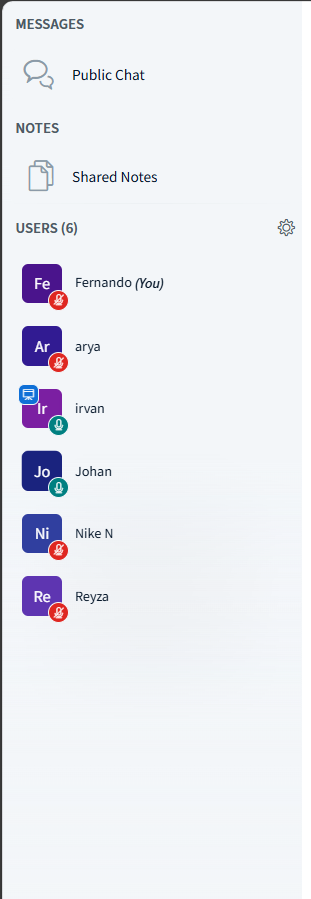 MESSAGES
Public Chat
NOTES
Shared Notes
USERS (6)
Fe Fernando (You)
Ar arya
Ir irvan
Jo Johan
Ni Nike N
Re Reyza